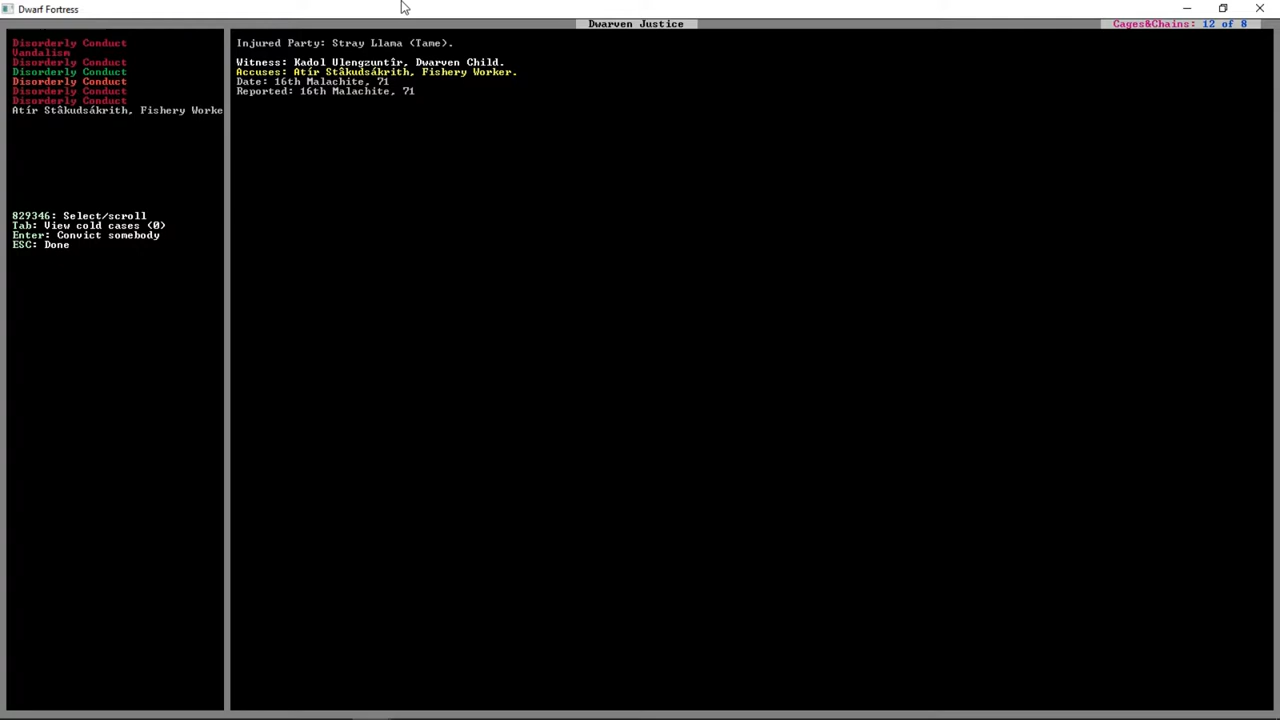 Dwarf Fortress
Dwarven Justice
Cages&Chains: 12 of 8
Disorderly Conduct
Vandalism
Disorderly Conduct
Disorderly Conduct
Disorderly Conduct
Disorderly Conduct
Disorderly Conduct
Atír Stâkudsákrith, Fishery Worke
829346: Select/scroll
Tab: View cold cases (0)
Enter: Convict somebody
ESC: Done
Injured Party: Stray Llama (Tame).
Witness: Kadol Ulengzuntîr, Dwarven Child.
Accuses: Atír Stâkudsákrith, Fishery Worker.
Date: 16th Malachite, 71
Reported: 16th Malachite, 71